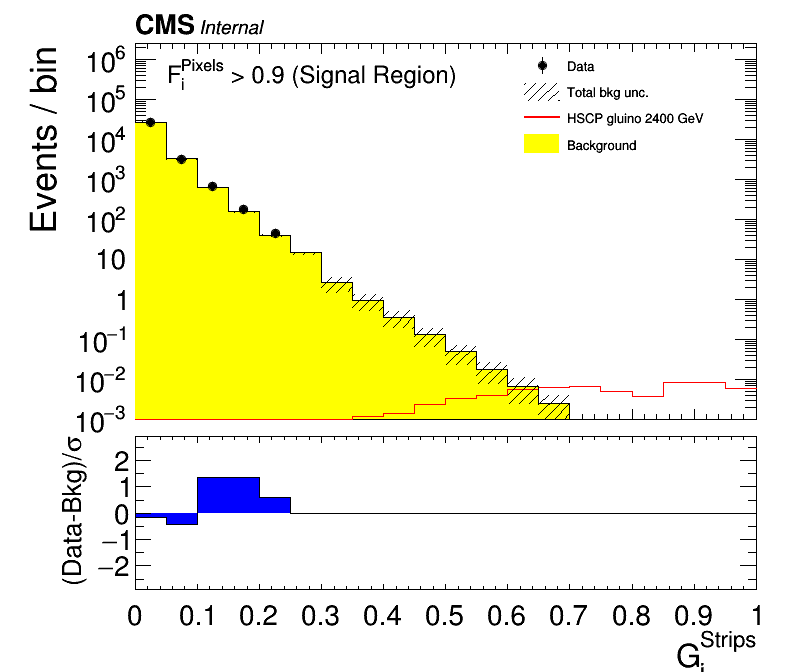 CMS Internal
F_i^Pixels > 0.9 (Signal Region)
Data
Total bkg unc.
HSCP gluino 2400 GeV
Background
Events / bin
10^6
10^5
10^4
10^3
10^2
10
1
10^−1
10^−2
10^−3
(Data-Bkg)/σ
2
1
0
−1
−2
0 0.1 0.2 0.3 0.4 0.5 0.6 0.7 0.8 0.9 1
G_i^Strips